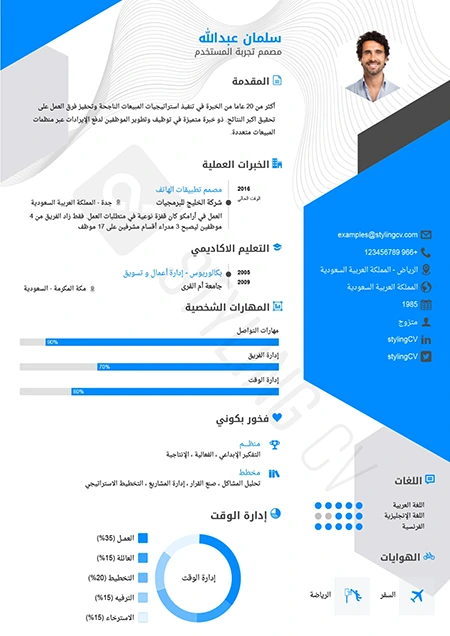 سلمان عبدالله
مصمم تجربة المستخدم
المقدمة
أكثر من 20 عاما من الخبرة في تنفيذ استراتيجيات المبيعات الناجحة وتحفيز فرق العمل على
تحقيق اكبر النتائج. ذو خبرة متميزة في توظيف وتطوير الموظفين لدفع الإيرادات عبر منظمات
المبيعات متعددة.
الخبرات العملية
2016
الوقت الحالي
مصمم تطبيقات الهاتف
شركة الخليج للبرمجيات
جدة - المملكة العربية السعودية
العمل في أرامكو كان قفزة نوعية في متطلبات العمل. فقط زاد الفريق من 4
موظفين ليصبح 3 مدراء أقسام مشرفين على 17 موظف
التعليم الاكاديمي
2005
2009
بكالوريوس - إدارة أعمال و تسويق
جامعة أم القرى
مكة المكرمة - السعودية
المهارات الشخصية
مهارات التواصل
90%
إدارة الفريق
70%
إدارة الوقت
80%
فخور بكوني
منظـــم
التفكير الإبداعي ، الفعالية ، الإنتاجية
مخطط
تحليل المشاكل ، صنع القرار ، إدارة المشاريع ، التخطيط الاستراتيجي
إدارة الوقت
إدارة الوقت
العمل (35%)
العائلة (15%)
التخطيط (20%)
الترفيه (15%)
الاسترخاء (15%)
examples@stylingcv.com
+966 123456789
الرياض - المملكة العربية السعودية
المملكة العربية السعودية
1985
متزوج
stylingCV
stylingCV
اللغات
اللغة العربية
اللغة الإنجليزية
الفرنسية
الهوايات
السفر
الرياضة
STYLING CV